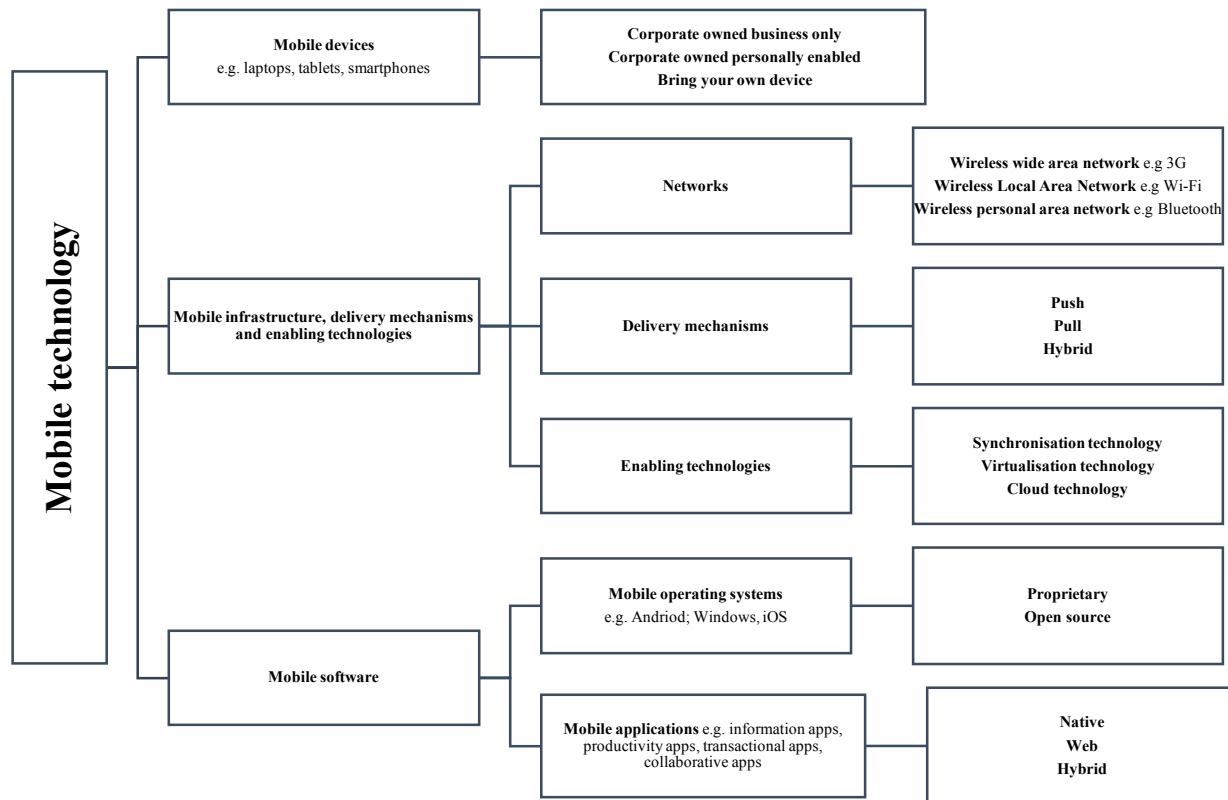 Mobile technology
Mobile devices
e.g. laptops, tablets, smartphones
Corporate owned business only
Corporate owned personally enabled
Bring your own device
Mobile infrastructure, delivery mechanisms
and enabling technologies
Networks
Wireless wide area network e.g 3G
Wireless Local Area Network e.g Wi-Fi
Wireless personal area network e.g Bluetooth
Delivery mechanisms
Push
Pull
Hybrid
Enabling technologies
Synchronisation technology
Virtualisation technology
Cloud technology
Mobile software
Mobile operating systems
e.g. Andriod; Windows, iOS
Proprietary
Open source
Mobile applications e.g. information apps,
productivity apps, transactional apps,
collaborative apps
Native
Web
Hybrid